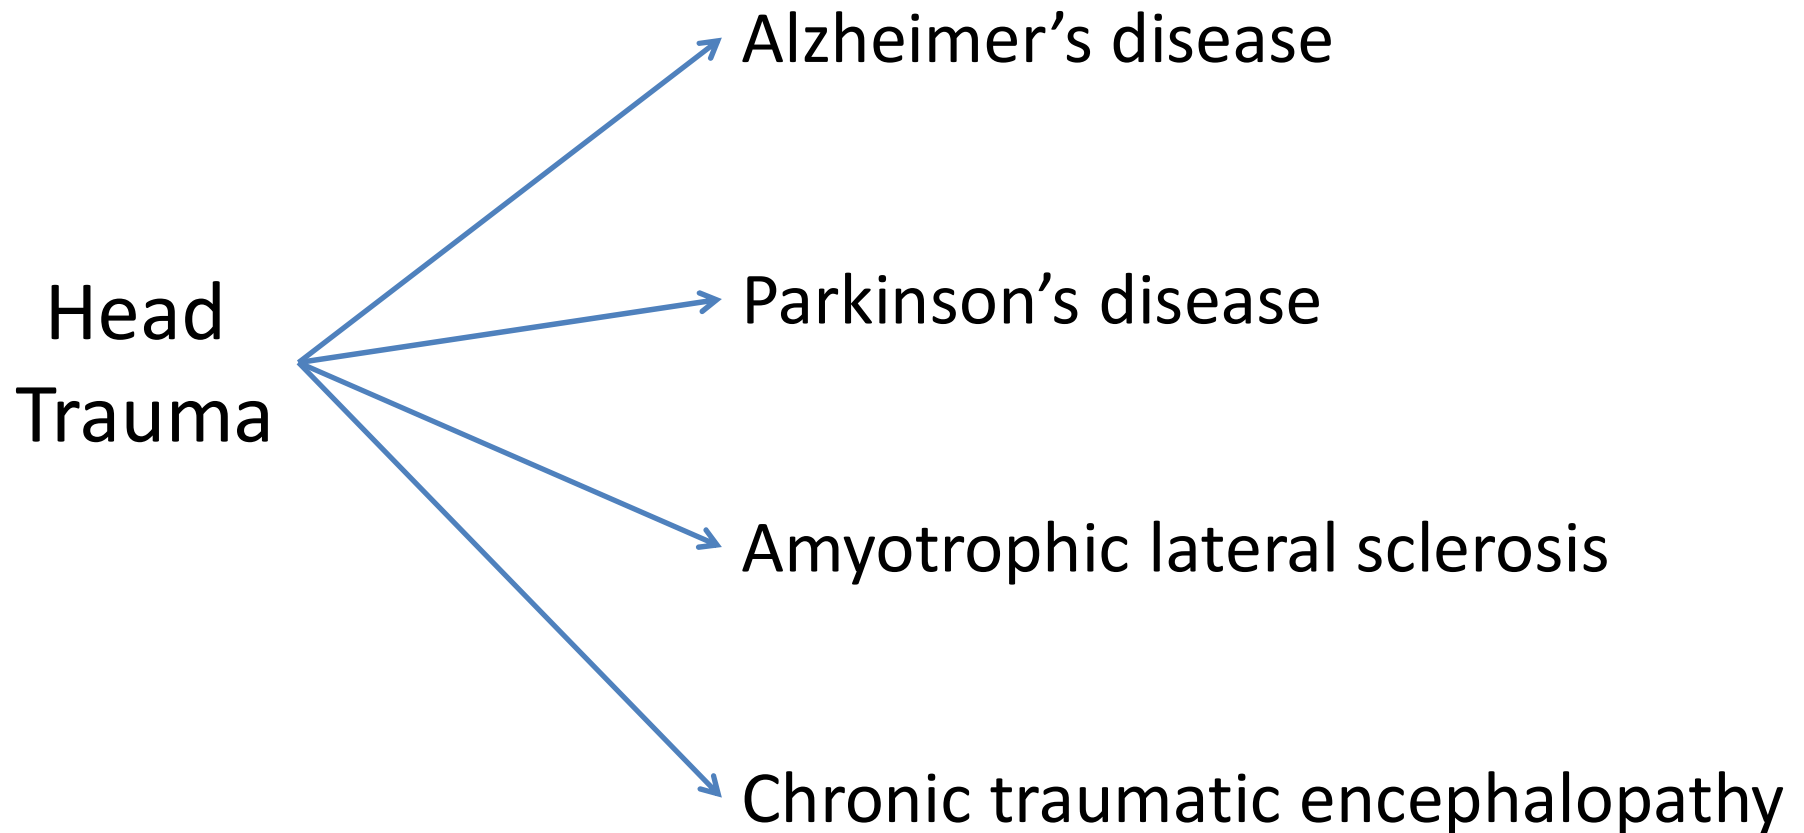 Head
Trauma
Alzheimer’s disease
Parkinson’s disease
Amyotrophic lateral sclerosis
Chronic traumatic encephalopathy